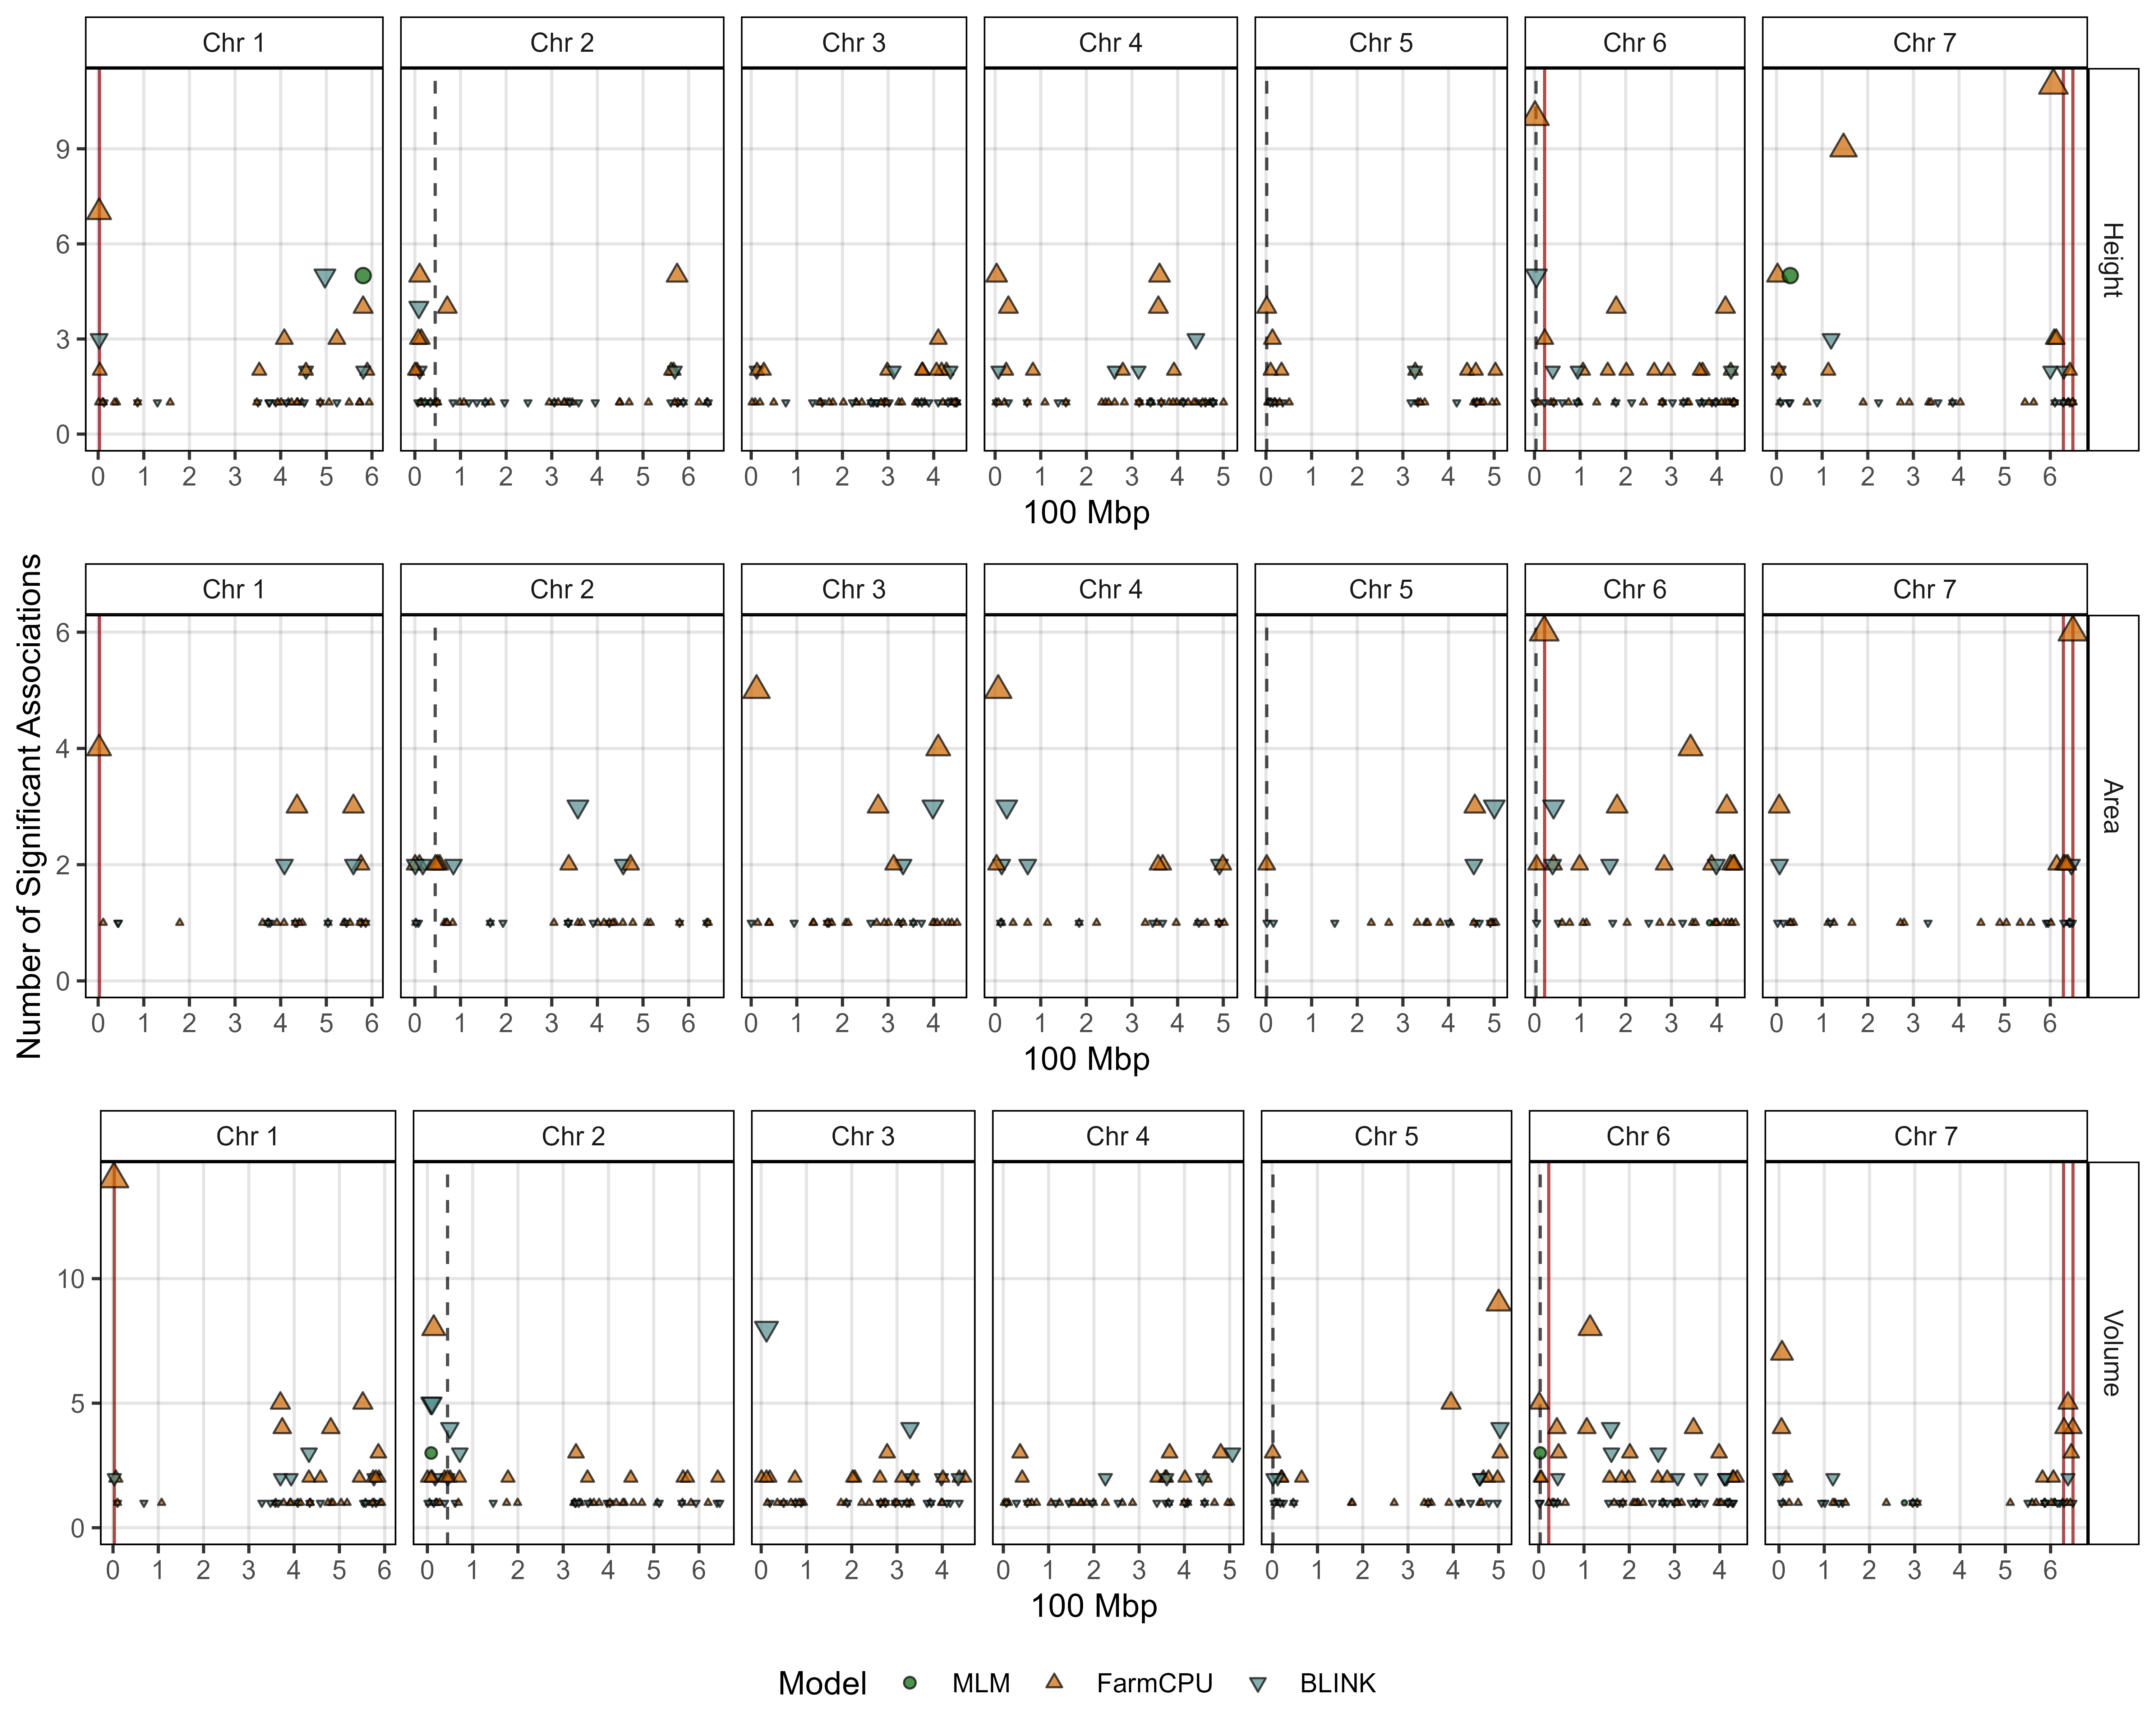 Chr 1 Chr 2 Chr 3 Chr 4 Chr 5 Chr 6 Chr 7
9
6
3
0
Height
0 1 2 3 4 5 6 0 1 2 3 4 5 6 0 1 2 3 4 0 1 2 3 4 5 0 1 2 3 4 5 0 1 2 3 4 0 1 2 3 4 5 6
100 Mbp
Number of Significant Associations
Chr 1 Chr 2 Chr 3 Chr 4 Chr 5 Chr 6 Chr 7
6
4
2
0
Area
0 1 2 3 4 5 6 0 1 2 3 4 5 6 0 1 2 3 4 0 1 2 3 4 5 0 1 2 3 4 5 0 1 2 3 4 0 1 2 3 4 5 6
100 Mbp
Chr 1 Chr 2 Chr 3 Chr 4 Chr 5 Chr 6 Chr 7
10
5
0
Volume
0 1 2 3 4 5 6 0 1 2 3 4 5 6 0 1 2 3 4 0 1 2 3 4 5 0 1 2 3 4 5 0 1 2 3 4 0 1 2 3 4 5 6
100 Mbp
Model MLM FarmCPU BLINK